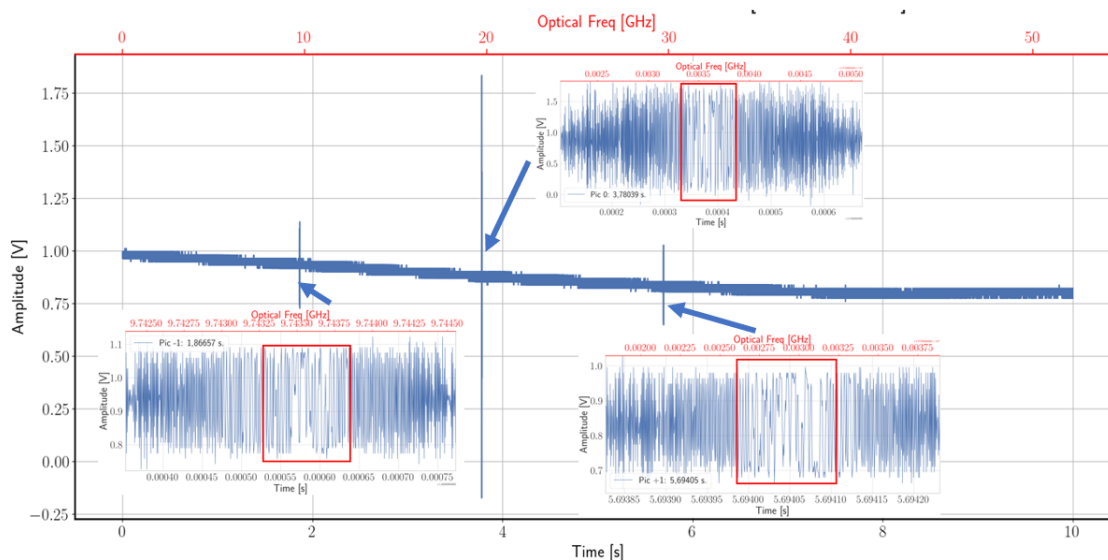 Optical Freq [GHz]
0 10 20 30 40 50
Amplitude [V]
1.75
1.50
1.25
1.00
0.75
0.50
0.25
0.00
−0.25
0 2 4 6 8 10
Time [s]
Optical Freq [GHz]
0.0025 0.0030 0.0035 0.0040 0.0045 0.0050
Amplitude [V]
1.5
1.0
0.5
0.0
Pic 0: 3,78039 s.
0.0002 0.0003 0.0004 0.0005 0.0006
Time [s]
Optical Freq [GHz]
9.74250 9.74275 9.74300 9.74325 9.74350 9.74375 9.74400 9.74425 9.74450
Amplitude [V]
1.1
1.0
0.9
0.8
Pic -1: 1,86657 s.
0.00040 0.00045 0.00050 0.00055 0.00060 0.00065 0.00070 0.00075
Time [s]
Optical Freq [GHz]
0.00200 0.00225 0.00250 0.00275 0.00300 0.00325 0.00350 0.00375
Amplitude [V]
1.0
0.9
0.8
0.7
Pic +1: 5,69405 s.
5.69385 5.69390 5.69395 5.69400 5.69405 5.69410 5.69415 5.69420
Time [s]